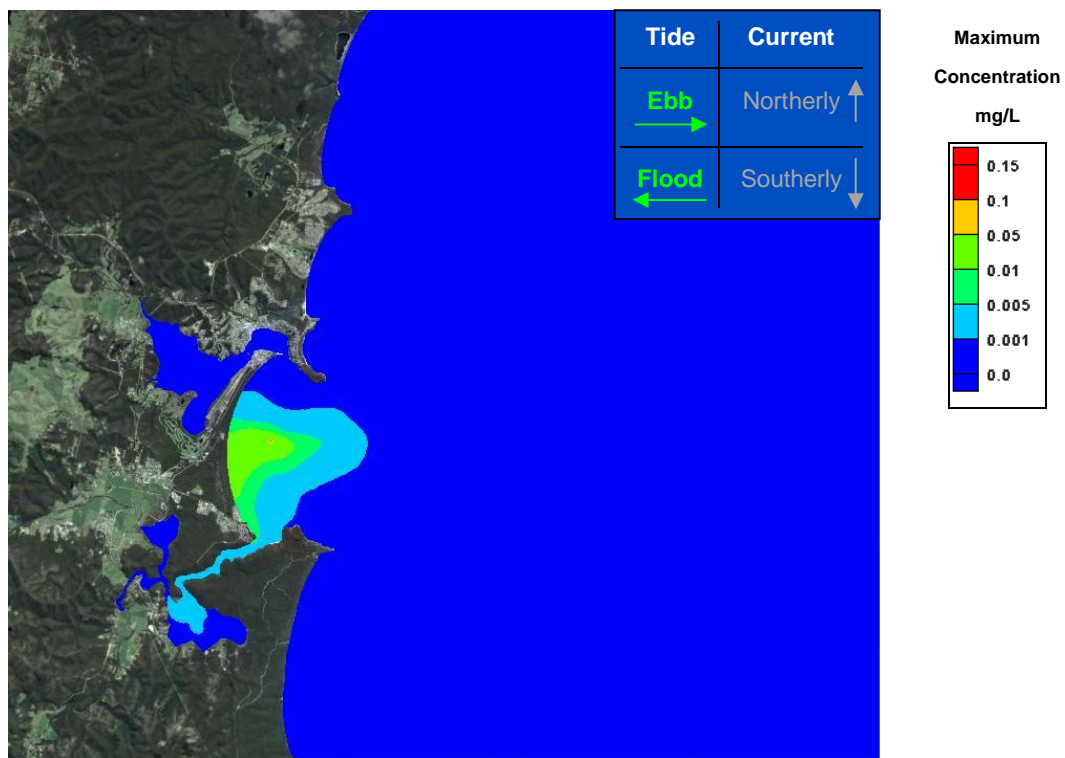 Tide Current
Ebb Northerly
Flood Southerly
Maximum
Concentration
mg/L
0.15
0.1
0.05
0.01
0.005
0.001
0.0